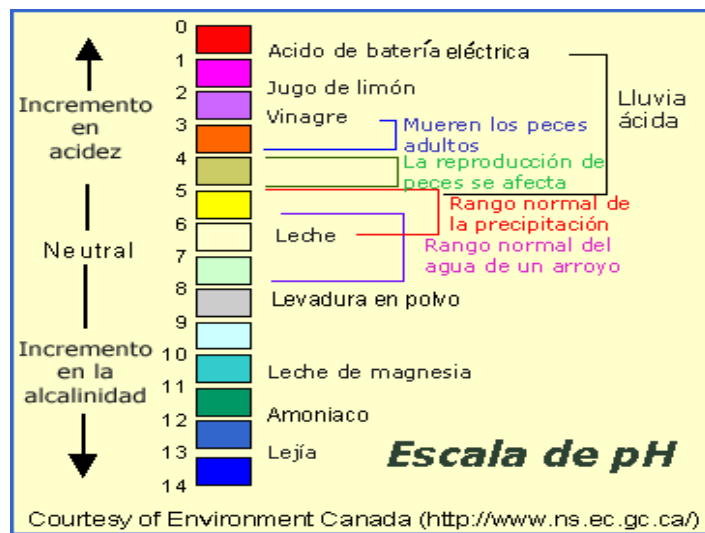 0
Acido de batería eléctrica
1
Jugo de limón
2
Vinagre
3
Mueren los peces
adultos
4
La reproducción de
peces se afecta
5
Rango normal de
la precipitación
6
Leche
Rango normal del
agua de un arroyo
7
8
Levadura en polvo
9
10
Leche de magnesia
11
Amoniaco
12
Lejía
13
14
Lluvia
ácida
Incremento
en
acidez
Neutral
Incremento
en la
alcalinidad
Escala de pH
Courtesy of Environment Canada (http://www.ns.ec.gc.ca/)